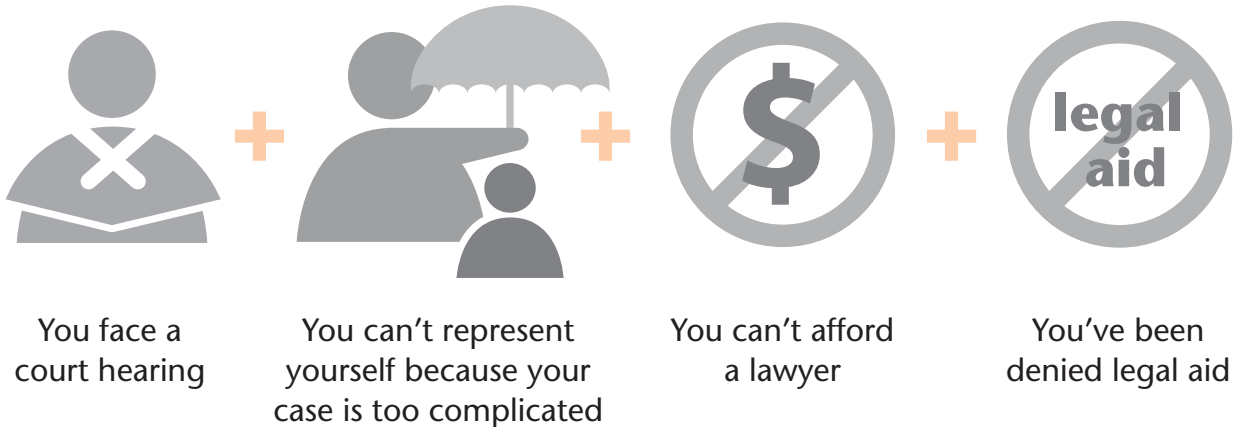 $
legal
aid
You face a
court hearing
You can’t represent
yourself because your
case is too complicated
You can’t afford
a lawyer
You’ve been
denied legal aid